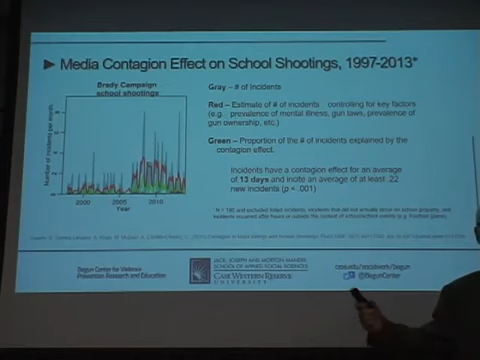 ► Media Contagion Effect on School Shootings, 1997-2013*
Brady Campaign
school shootings
Number of incidents per month
2000 2005 2010
Year
Gray – # of incidents
Red – Estimate of # of incidents controlling for key factors
(e.g. prevalence of mental illness, gun laws, prevalence of
gun ownership, etc.)
Green – Proportion of the # of incidents explained by the
contagion effect.
Incidents have a contagion effect for an average
of 13 days and incite an average of at least .22
new incidents (p < .001)
Begun Center for Violence
Prevention Research and Education
JACK, JOSEPH AND MORTON MANDEL
SCHOOL OF APPLIED SOCIAL SCIENCES
CASE WESTERN RESERVE
UNIVERSITY
case.edu/socialwork/begun
@BegunCenter